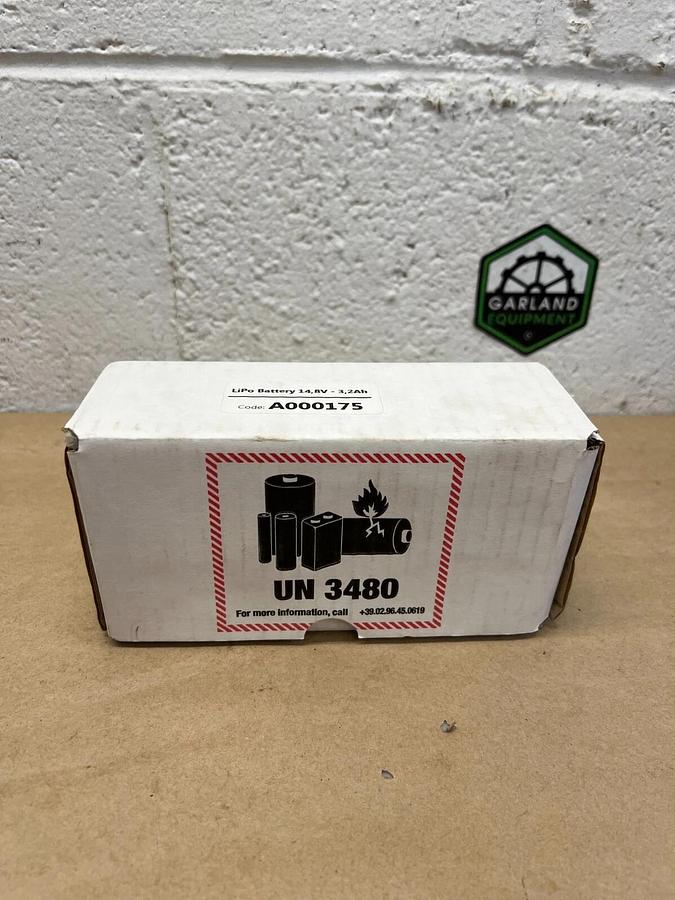 GARLAND
EQUIPMENT
LiPo Battery 14,8V - 3,2Ah
Code: A000175
UN 3480
For more information, call +39.02.96.45.0619